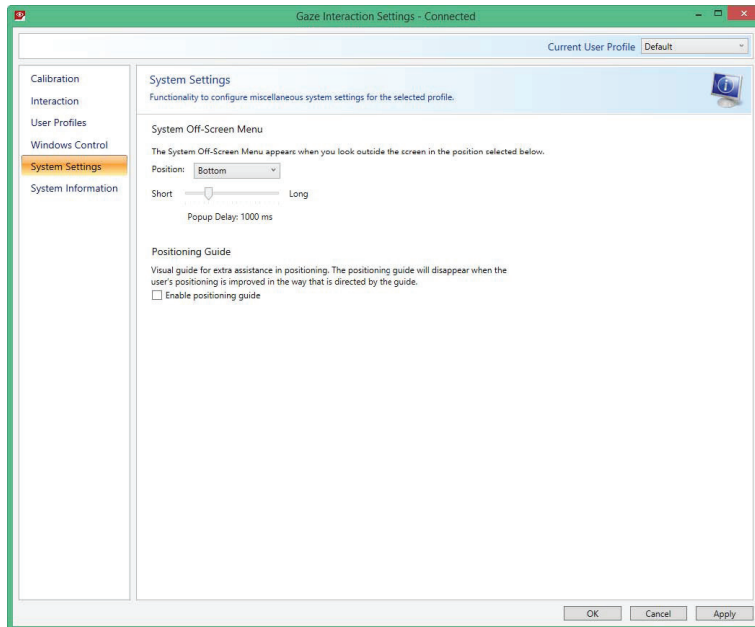 Gaze Interaction Settings - Connected
Current User Profile Default
Calibration
Interaction
User Profiles
Windows Control
System Settings
System Information
System Settings
Functionality to configure miscellaneous system settings for the selected profile.
System Off-Screen Menu
The System Off-Screen Menu appears when you look outside the screen in the position selected below.
Position: Bottom
Short Long
Popup Delay: 1000 ms
Positioning Guide
Visual guide for extra assistance in positioning. The positioning guide will disappear when the
user's positioning is improved in the way that is directed by the guide.
Enable positioning guide
OK Cancel Apply